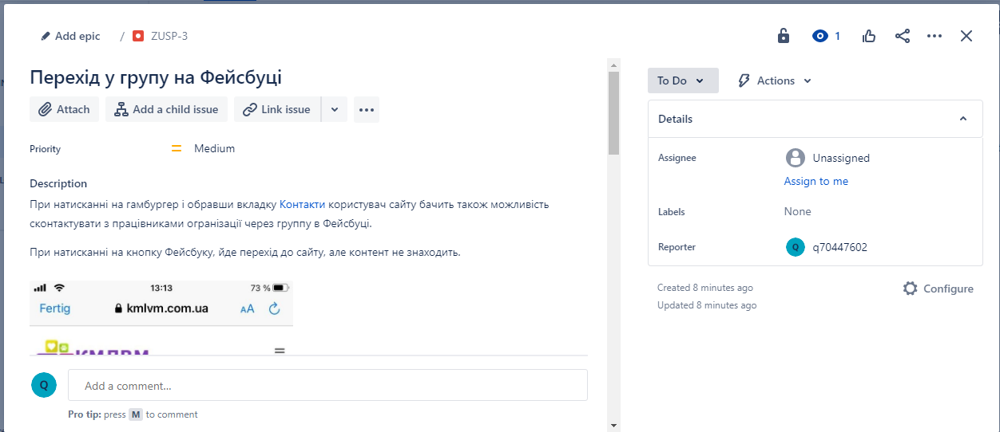 Add epic / ZUSP-3
1
Перехід у групу на Фейсбуці
Attach
Add a child issue
Link issue
Priority
Medium
Description
При натисканні на гамбургер і обравши вкладку Контакти користувач сайту бачить також можливість
сконтактувати з працівниками огранізації через группу в Фейсбуці.
При натисканні на кнопку Фейсбуку, йде перехід до сайту, але контент не знаходить.
13:13
73 %
Fertig
kmlvm.com.ua
AA
КМЛВМ
Q
Add a comment...
Pro tip: press M to comment
To Do
Actions
Details
Assignee
Unassigned
Assign to me
Labels
None
Reporter
Q
q70447602
Created 8 minutes ago
Updated 8 minutes ago
Configure